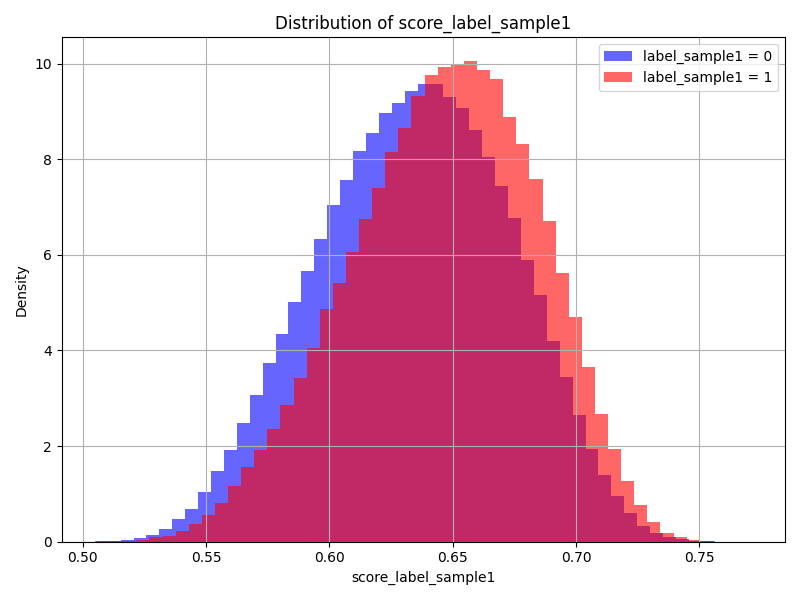 Distribution of score_label_sample1
label_sample1 = 0
label_sample1 = 1
Density
10
8
6
4
2
0
0.50 0.55 0.60 0.65 0.70 0.75
score_label_sample1